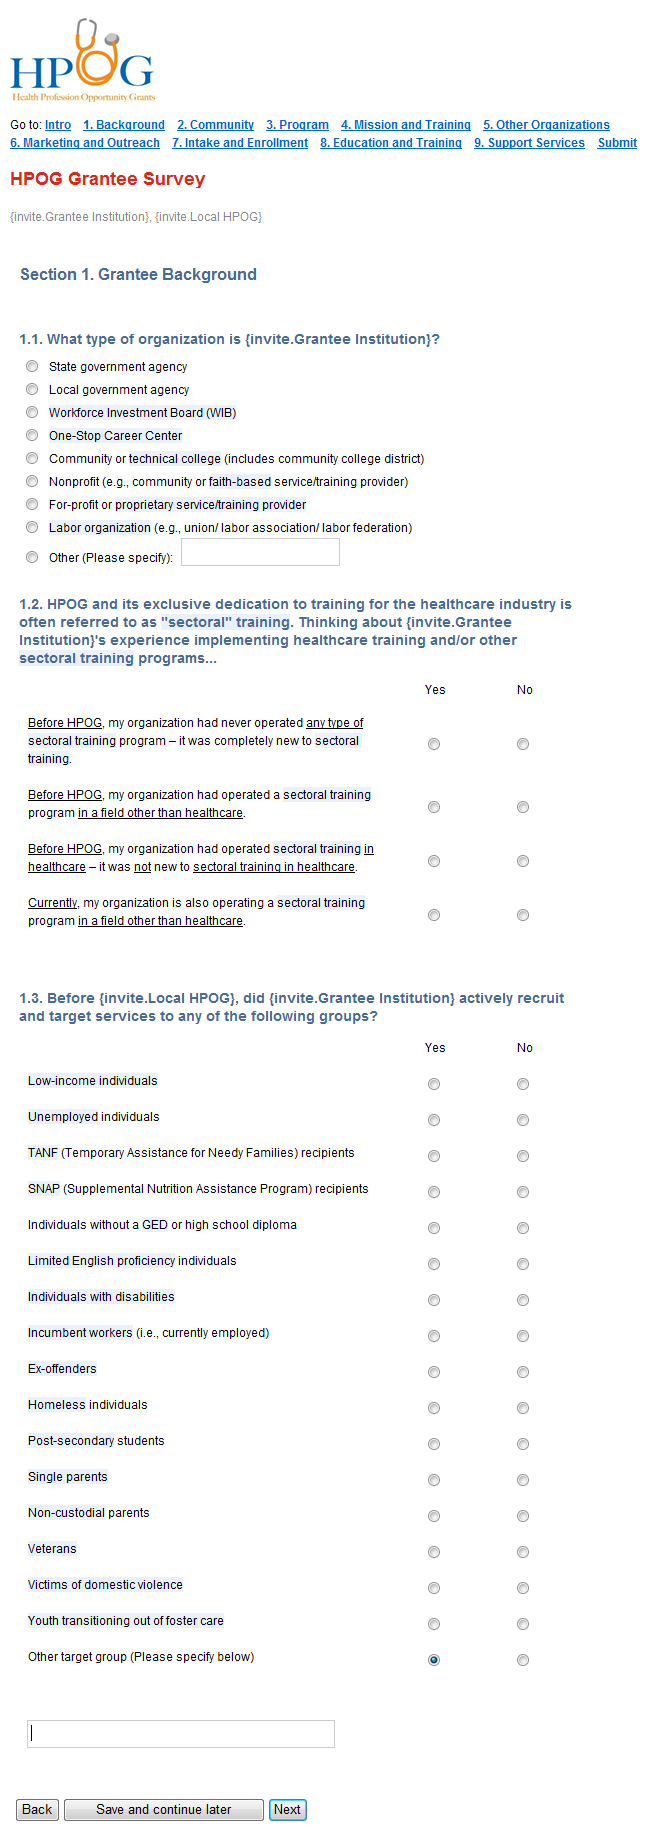 HPOG
Health Profession Opportunity Grants
Go to: Intro 1. Background 2. Community 3. Program 4. Mission and Training 5. Other Organizations
6. Marketing and Outreach 7. Intake and Enrollment 8. Education and Training 9. Support Services Submit
HPOG Grantee Survey
{invite.Grantee Institution}, {invite.Local HPOG}
Section 1. Grantee Background
1.1. What type of organization is {invite.Grantee Institution}?
State government agency
Local government agency
Workforce Investment Board (WIB)
One-Stop Career Center
Community or technical college (includes community college district)
Nonprofit (e.g., community or faith-based service/training provider)
For-profit or proprietary service/training provider
Labor organization (e.g., union/ labor association/ labor federation)
Other (Please specify):
1.2. HPOG and its exclusive dedication to training for the healthcare industry is
often referred to as "sectoral" training. Thinking about {invite.Grantee
Institution}'s experience implementing healthcare training and/or other
sectoral training programs...
Yes No
Before HPOG, my organization had never operated any type of
sectoral training program – it was completely new to sectoral
training.
Before HPOG, my organization had operated a sectoral training
program in a field other than healthcare.
Before HPOG, my organization had operated sectoral training in
healthcare – it was not new to sectoral training in healthcare.
Currently, my organization is also operating a sectoral training
program in a field other than healthcare.
1.3. Before {invite.Local HPOG}, did {invite.Grantee Institution} actively recruit
and target services to any of the following groups?
Yes No
Low-income individuals
Unemployed individuals
TANF (Temporary Assistance for Needy Families) recipients
SNAP (Supplemental Nutrition Assistance Program) recipients
Individuals without a GED or high school diploma
Limited English proficiency individuals
Individuals with disabilities
Incumbent workers (i.e., currently employed)
Ex-offenders
Homeless individuals
Post-secondary students
Single parents
Non-custodial parents
Veterans
Victims of domestic violence
Youth transitioning out of foster care
Other target group (Please specify below)
Back Save and continue later Next